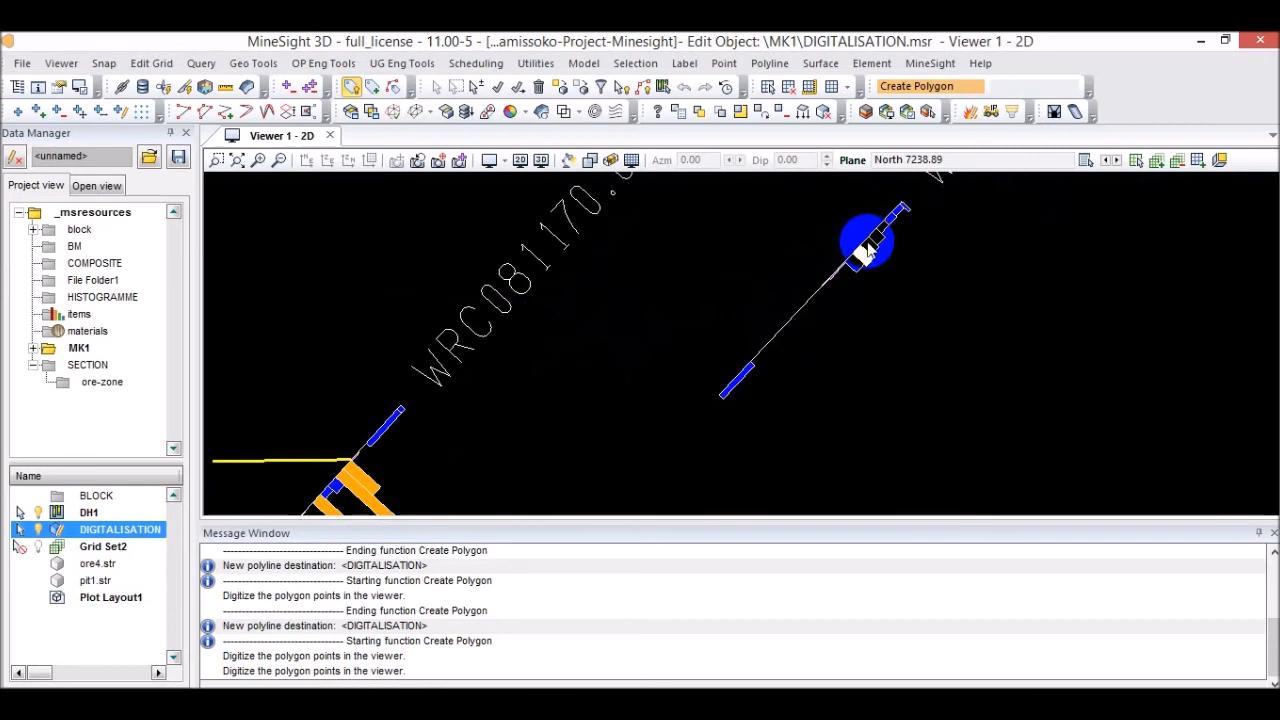 MineSight 3D - full_license - 11.00-5 - [...amissoko-Project-Minesight]- Edit Object: \MK1\DIGITALISATION.msr - Viewer 1 - 2D
File Viewer Snap Edit Grid Query Geo Tools OP Eng Tools UG Eng Tools Scheduling Utilities Model Selection Label Point Polyline Surface Element MineSight Help
Create Polygon
Data Manager
Viewer 1 - 2D
<unnamed>
2D 3D Azm 0.00 Dip 0.00 Plane North 7238.89
Project view Open view
_msresources
block
BM
COMPOSITE
File Folder1
HISTOGRAMME
items
materials
MK1
SECTION
ore-zone
WRC081170.
Name
BLOCK
DH1
DIGITALISATION
Grid Set2
ore4.str
pit1.str
Plot Layout1
Message Window
------------------------------- Ending function Create Polygon
New polyline destination: <DIGITALISATION>
------------------------------- Starting function Create Polygon
Digitize the polygon points in the viewer.
------------------------------- Ending function Create Polygon
New polyline destination: <DIGITALISATION>
------------------------------- Starting function Create Polygon
Digitize the polygon points in the viewer.
Digitize the polygon points in the viewer.